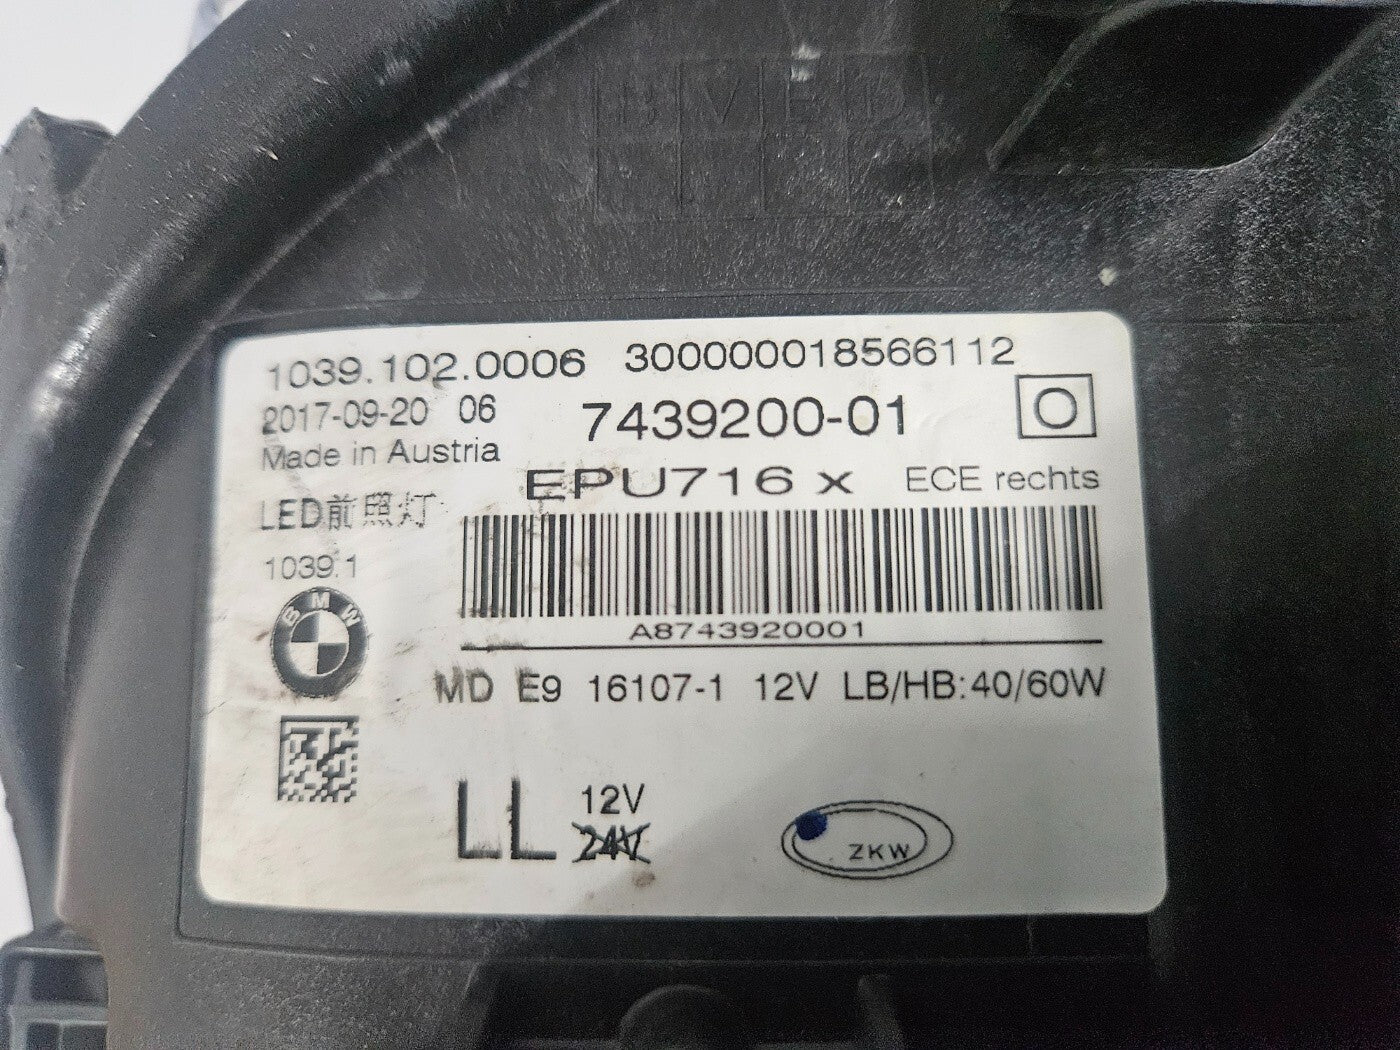 1039.102.0006 300000018566112
2017-09-20 06 7439200-01 O
Made in Austria
EPU716 x ECE rechts
LED前照灯
1039.1
A8743920001
BMW
MD E9 16107-1 12V LB/HB:40/60W
LL 12V
24V
ZKW